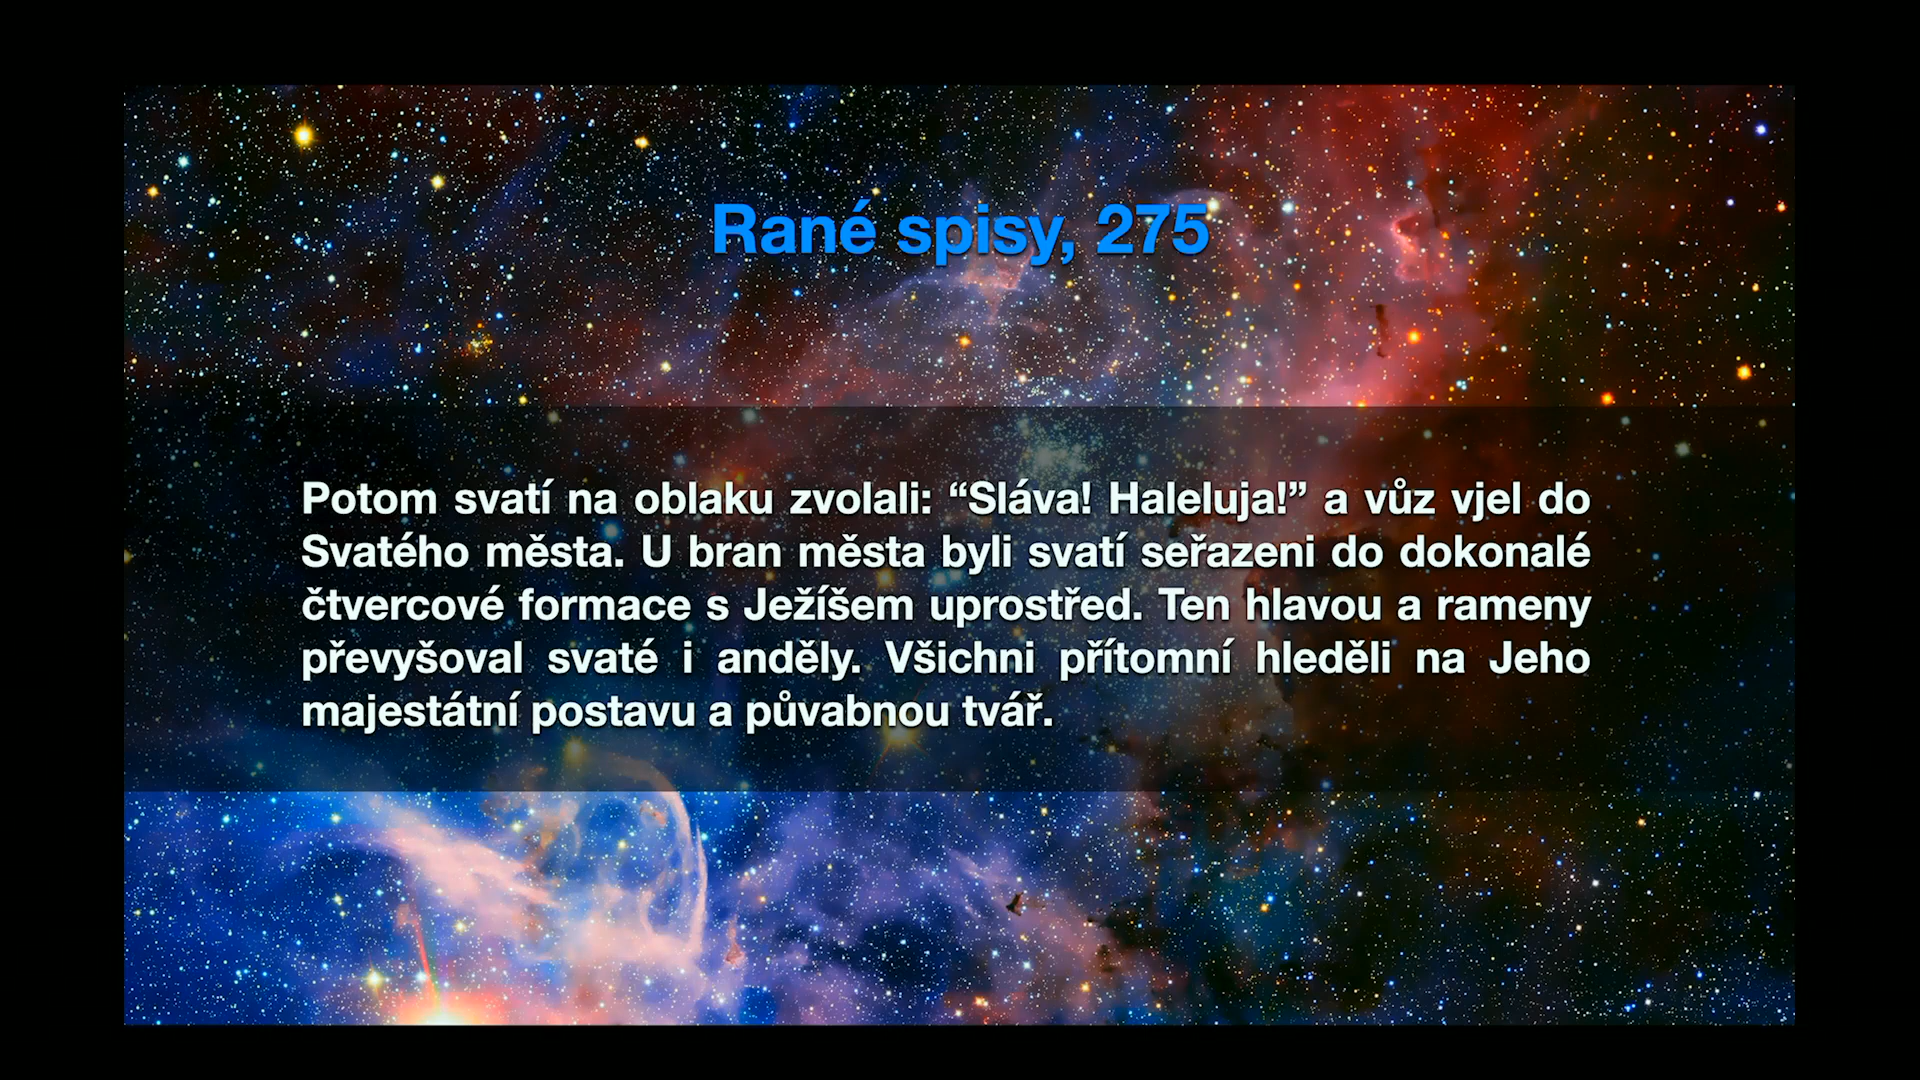 Rané spisy, 275
Potom svatí na oblaku zvolali: “Sláva! Haleluja!” a vůz vjel do
Svatého města. U bran města byli svatí seřazeni do dokonalé
čtvercové formace s Ježíšem uprostřed. Ten hlavou a rameny
převyšoval svaté i anděly. Všichni přítomní hleděli na Jeho
majestátní postavu a půvabnou tvář.